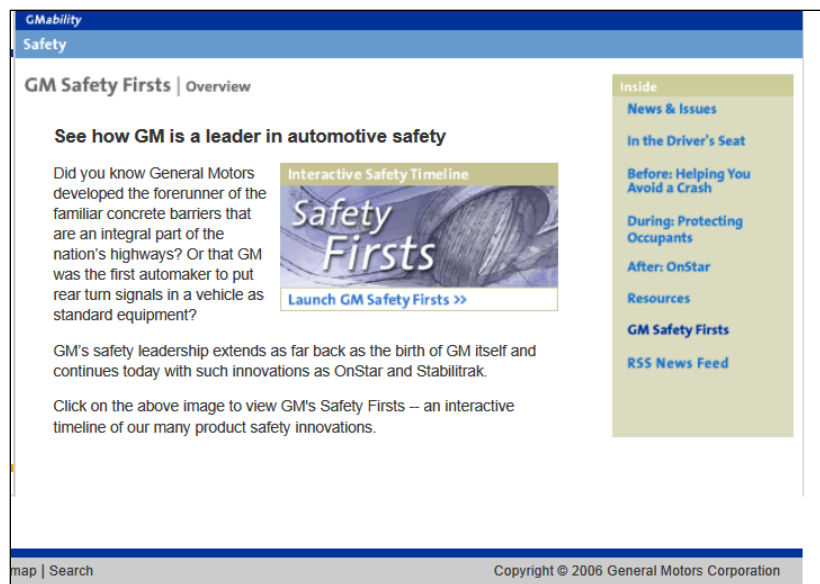 GMability
Safety
GM Safety Firsts | Overview
See how GM is a leader in automotive safety
Did you know General Motors
developed the forerunner of the
familiar concrete barriers that
are an integral part of the
nation's highways? Or that GM
was the first automaker to put
rear turn signals in a vehicle as
standard equipment?
Interactive Safety Timeline
Safety
Firsts
Launch GM Safety Firsts >>
GM's safety leadership extends as far back as the birth of GM itself and
continues today with such innovations as OnStar and Stabilitrak.
Click on the above image to view GM's Safety Firsts -- an interactive
timeline of our many product safety innovations.
Inside
News & Issues
In the Driver's Seat
Before: Helping You
Avoid a Crash
During: Protecting
Occupants
After: OnStar
Resources
GM Safety Firsts
RSS News Feed
map | Search
Copyright © 2006 General Motors Corporation